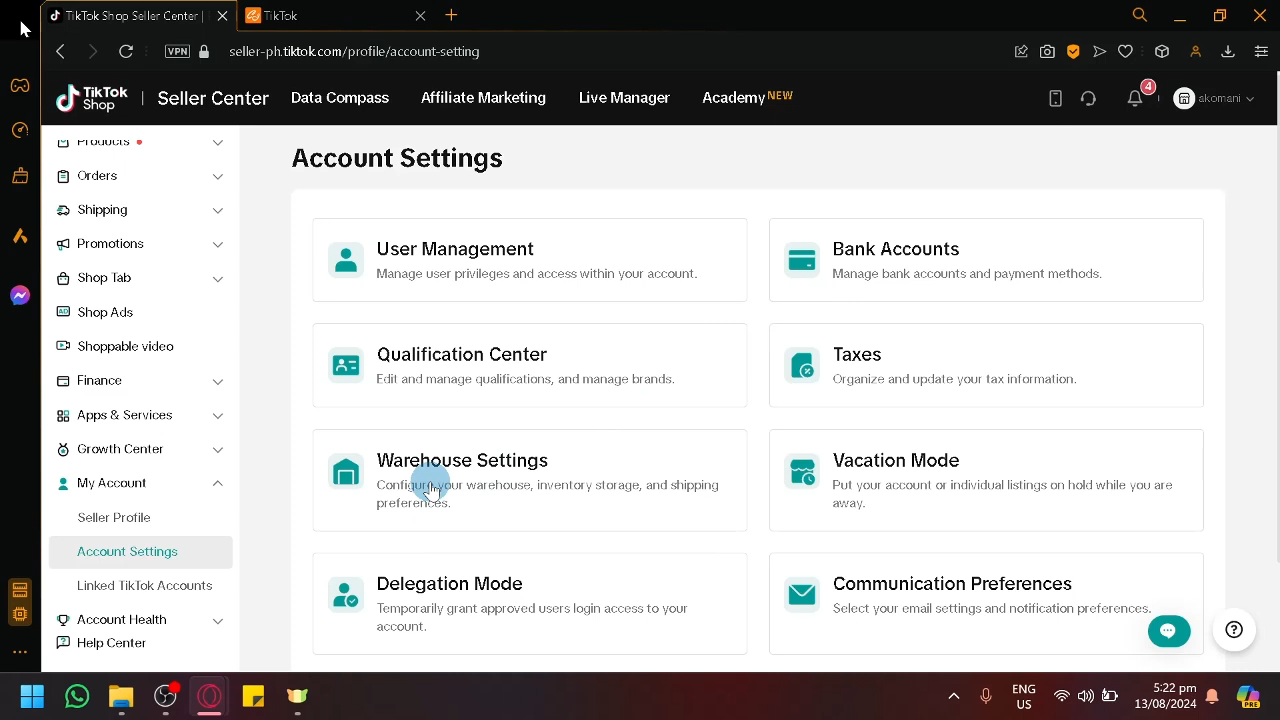 TikTok Shop Seller Center |
TikTok
VPN
seller-ph.tiktok.com/profile/account-setting
TikTok Shop | Seller Center
Data Compass
Affiliate Marketing
Live Manager
Academy NEW
4
akomani
Products
Orders
Shipping
Promotions
Shop Tab
AD Shop Ads
Shoppable video
Finance
Apps & Services
Growth Center
My Account
Seller Profile
Account Settings
Linked TikTok Accounts
Account Health
Help Center
Account Settings
User Management
Manage user privileges and access within your account.
Bank Accounts
Manage bank accounts and payment methods.
Qualification Center
Edit and manage qualifications, and manage brands.
Taxes
Organize and update your tax information.
Warehouse Settings
Configure your warehouse, inventory storage, and shipping
preferences.
Vacation Mode
Put your account or individual listings on hold while you are
away.
Delegation Mode
Temporarily grant approved users login access to your
account.
Communication Preferences
Select your email settings and notification preferences.
ENG
US
5:22 pm
13/08/2024
PRE